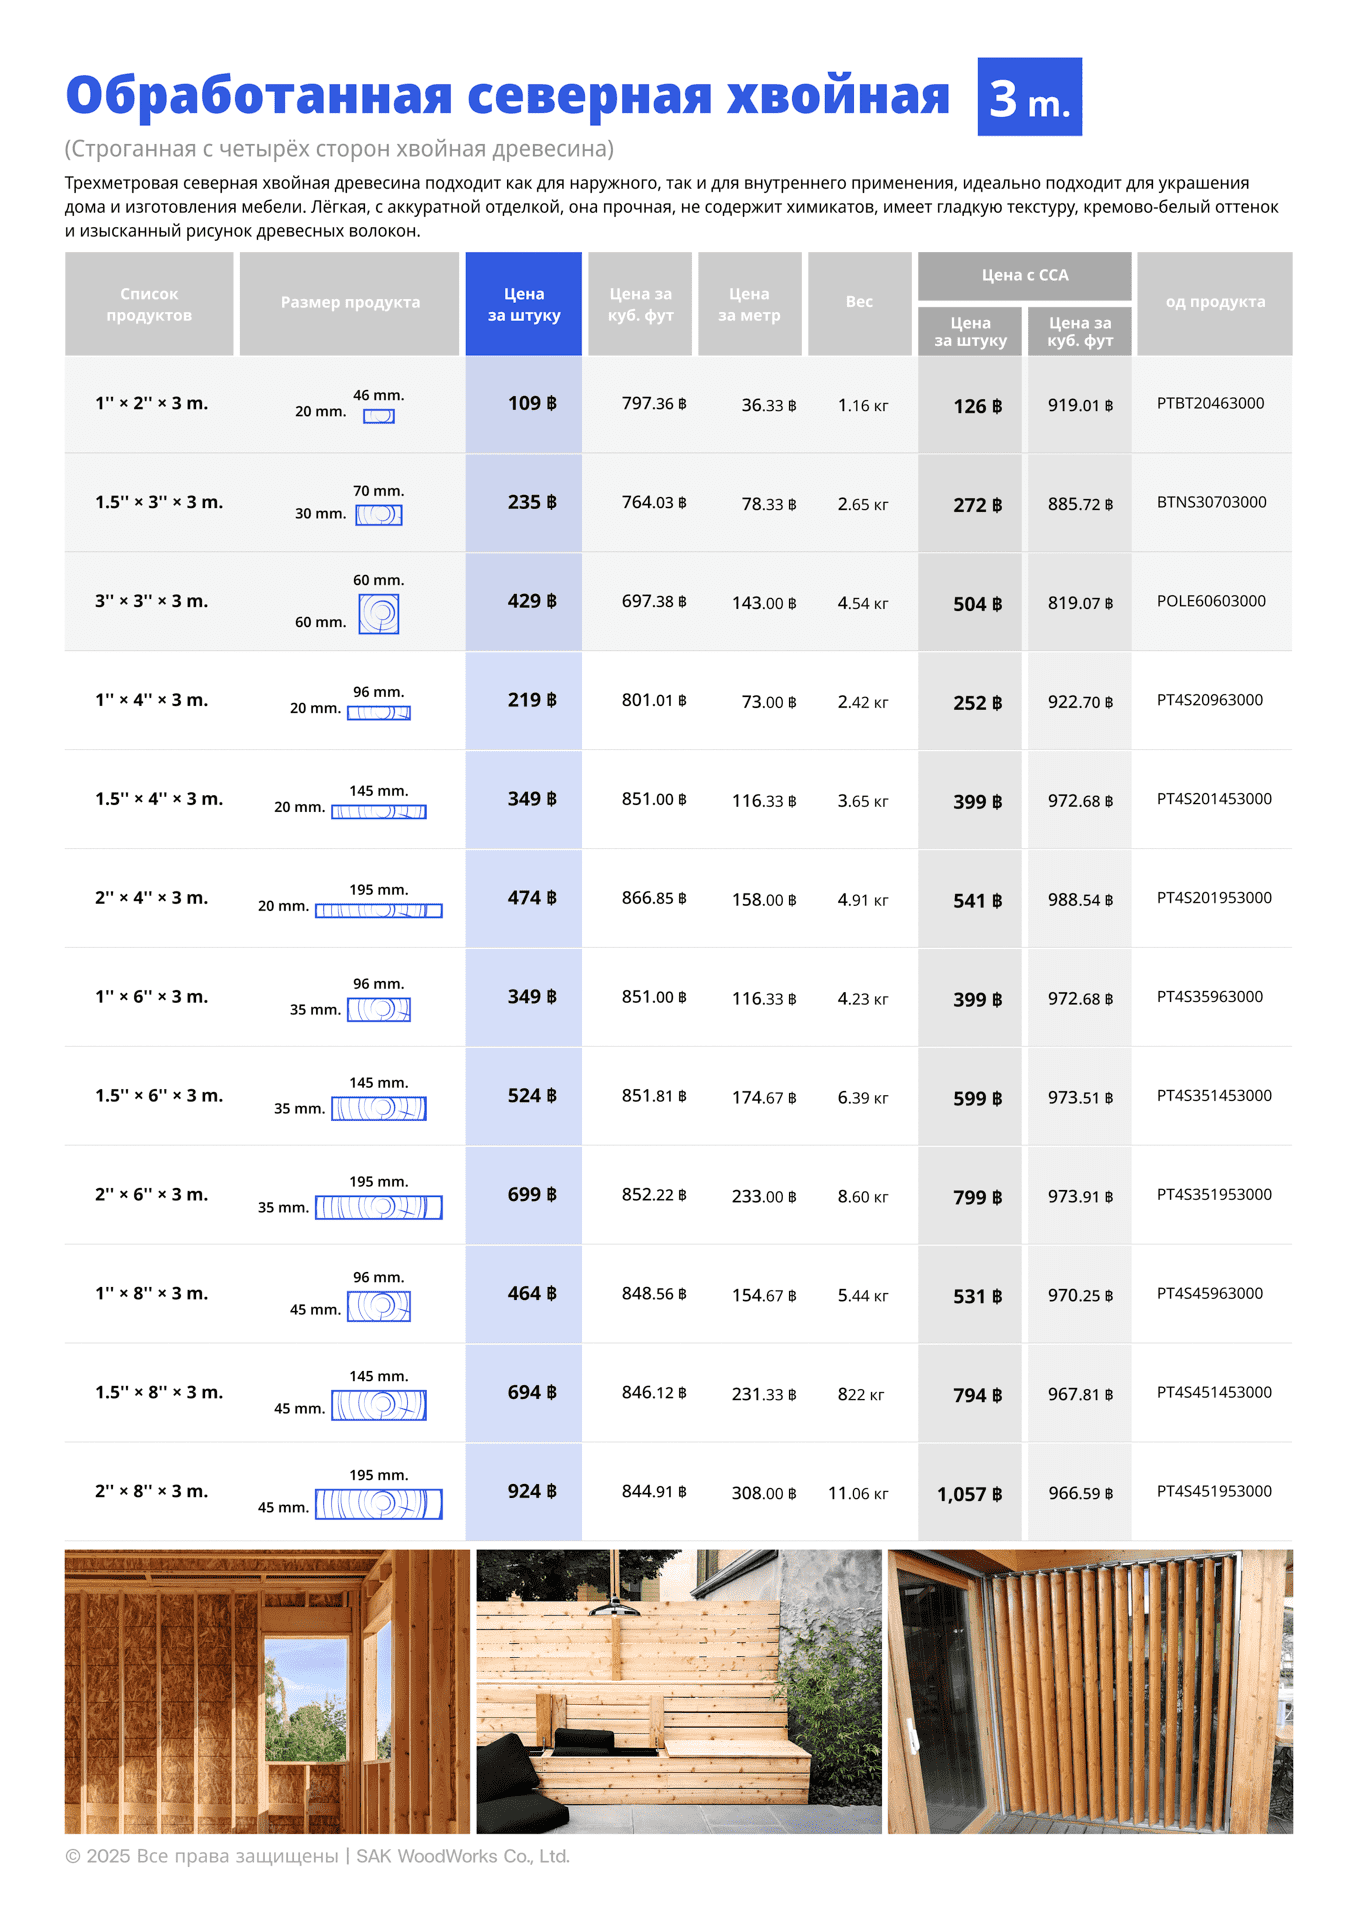 Обработанная северная хвойная 3 m.
(Строганная с четырёх сторон хвойная древесина)
Трехметровая северная хвойная древесина подходит как для наружного, так и для внутреннего применения, идеально подходит для украшения
дома и изготовления мебели. Лёгкая, с аккуратной отделкой, она прочная, не содержит химикатов, имеет гладкую текстуру, кремово-белый оттенок
и изысканный рисунок древесных волокон.
Список
продуктов
Размер продукта
Цена
за штуку
Цена за
куб. фут
Цена
за метр
Вес
Цена с CCA
Цена
за штуку
Цена за
куб. фут
од продукта
1'' × 2'' × 3 m. 20 mm. 46 mm. 109 ฿ 797.36 ฿ 36.33 ฿ 1.16 кг 126 ฿ 919.01 ฿ PTBT20463000
1.5'' × 3'' × 3 m. 30 mm. 70 mm. 235 ฿ 764.03 ฿ 78.33 ฿ 2.65 кг 272 ฿ 885.72 ฿ BTNS30703000
3'' × 3'' × 3 m. 60 mm. 60 mm. 429 ฿ 697.38 ฿ 143.00 ฿ 4.54 кг 504 ฿ 819.07 ฿ POLE60603000
1'' × 4'' × 3 m. 20 mm. 96 mm. 219 ฿ 801.01 ฿ 73.00 ฿ 2.42 кг 252 ฿ 922.70 ฿ PT4S20963000
1.5'' × 4'' × 3 m. 20 mm. 145 mm. 349 ฿ 851.00 ฿ 116.33 ฿ 3.65 кг 399 ฿ 972.68 ฿ PT4S201453000
2'' × 4'' × 3 m. 20 mm. 195 mm. 474 ฿ 866.85 ฿ 158.00 ฿ 4.91 кг 541 ฿ 988.54 ฿ PT4S201953000
1'' × 6'' × 3 m. 35 mm. 96 mm. 349 ฿ 851.00 ฿ 116.33 ฿ 4.23 кг 399 ฿ 972.68 ฿ PT4S35963000
1.5'' × 6'' × 3 m. 35 mm. 145 mm. 524 ฿ 851.81 ฿ 174.67 ฿ 6.39 кг 599 ฿ 973.51 ฿ PT4S351453000
2'' × 6'' × 3 m. 35 mm. 195 mm. 699 ฿ 852.22 ฿ 233.00 ฿ 8.60 кг 799 ฿ 973.91 ฿ PT4S351953000
1'' × 8'' × 3 m. 45 mm. 96 mm. 464 ฿ 848.56 ฿ 154.67 ฿ 5.44 кг 531 ฿ 970.25 ฿ PT4S45963000
1.5'' × 8'' × 3 m. 45 mm. 145 mm. 694 ฿ 846.12 ฿ 231.33 ฿ 822 кг 794 ฿ 967.81 ฿ PT4S451453000
2'' × 8'' × 3 m. 45 mm. 195 mm. 924 ฿ 844.91 ฿ 308.00 ฿ 11.06 кг 1,057 ฿ 966.59 ฿ PT4S451953000
© 2025 Все права защищены | SAK WoodWorks Co., Ltd.